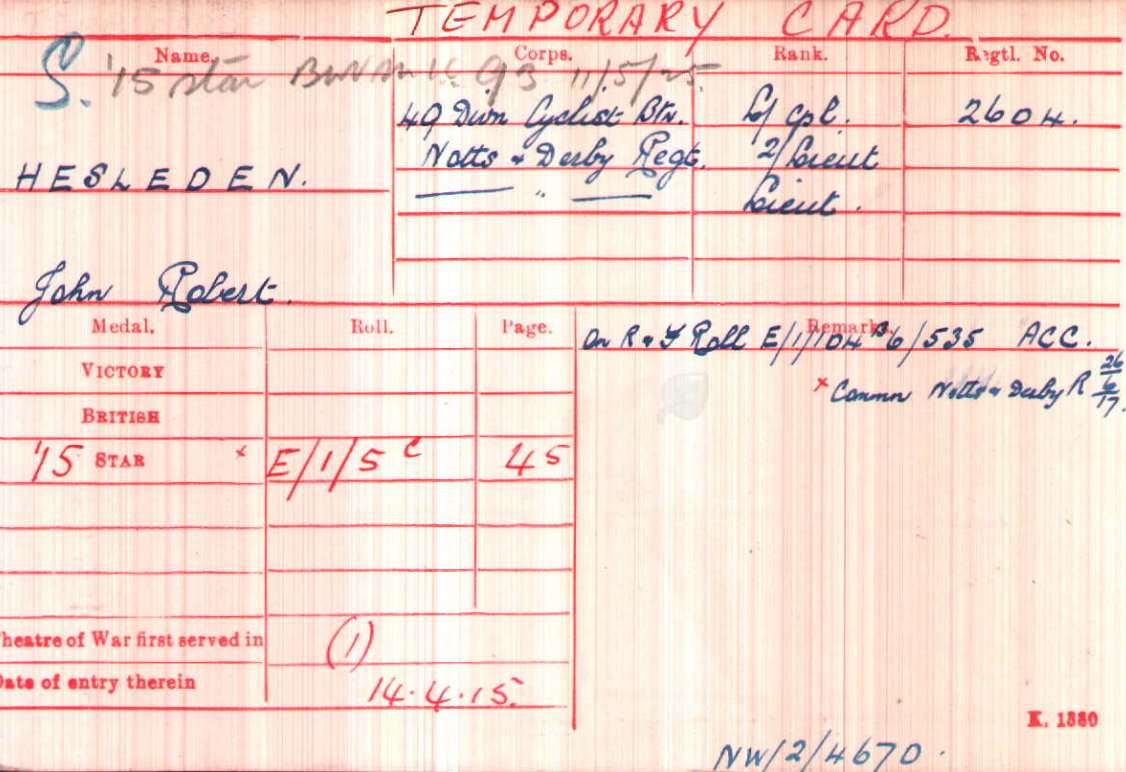 TEMPORARY CARD.
Name. Corps. Rank. Regtl. No.
S. '15 Star BWVM 11/5/25
49 Divn Cyclist Btn. L/Cpl. 2604.
Notts & Derby Regt. 2/Lieut
HESLEDEN.
— " — Lieut.
John Robert.
Medal. Roll. Page. Remarks.
On R & F Roll E/1/104 B6/535 ACC.
VICTORY
x Commn Notts & Derby R 26/6/17.
BRITISH
'15 STAR x E/1/5 C 45
Theatre of War first served in (1)
Date of entry therein 14.4.15.
K. 1380
NW/2/4670.